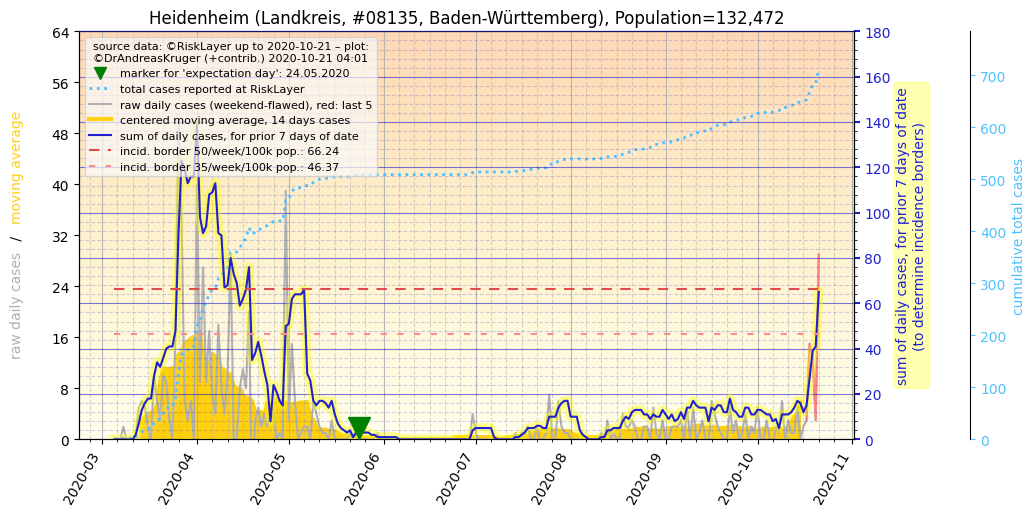 Heidenheim (Landkreis, #08135, Baden-Württemberg), Population=132,472
source data: ©RiskLayer up to 2020-10-21 – plot:
©DrAndreasKruger (+contrib.) 2020-10-21 04:01
marker for 'expectation day': 24.05.2020
total cases reported at RiskLayer
raw daily cases (weekend-flawed), red: last 5
centered moving average, 14 days cases
sum of daily cases, for prior 7 days of date
incid. border 50/week/100k pop.: 66.24
incid. border 35/week/100k pop.: 46.37
raw daily cases / moving average
64
56
48
40
32
24
16
8
0
180
160
140
120
100
80
60
40
20
0
sum of daily cases, for prior 7 days of date
(to determine incidence borders)
700
600
500
400
300
200
100
0
cumulative total cases
2020-03
2020-04
2020-05
2020-06
2020-07
2020-08
2020-09
2020-10
2020-11